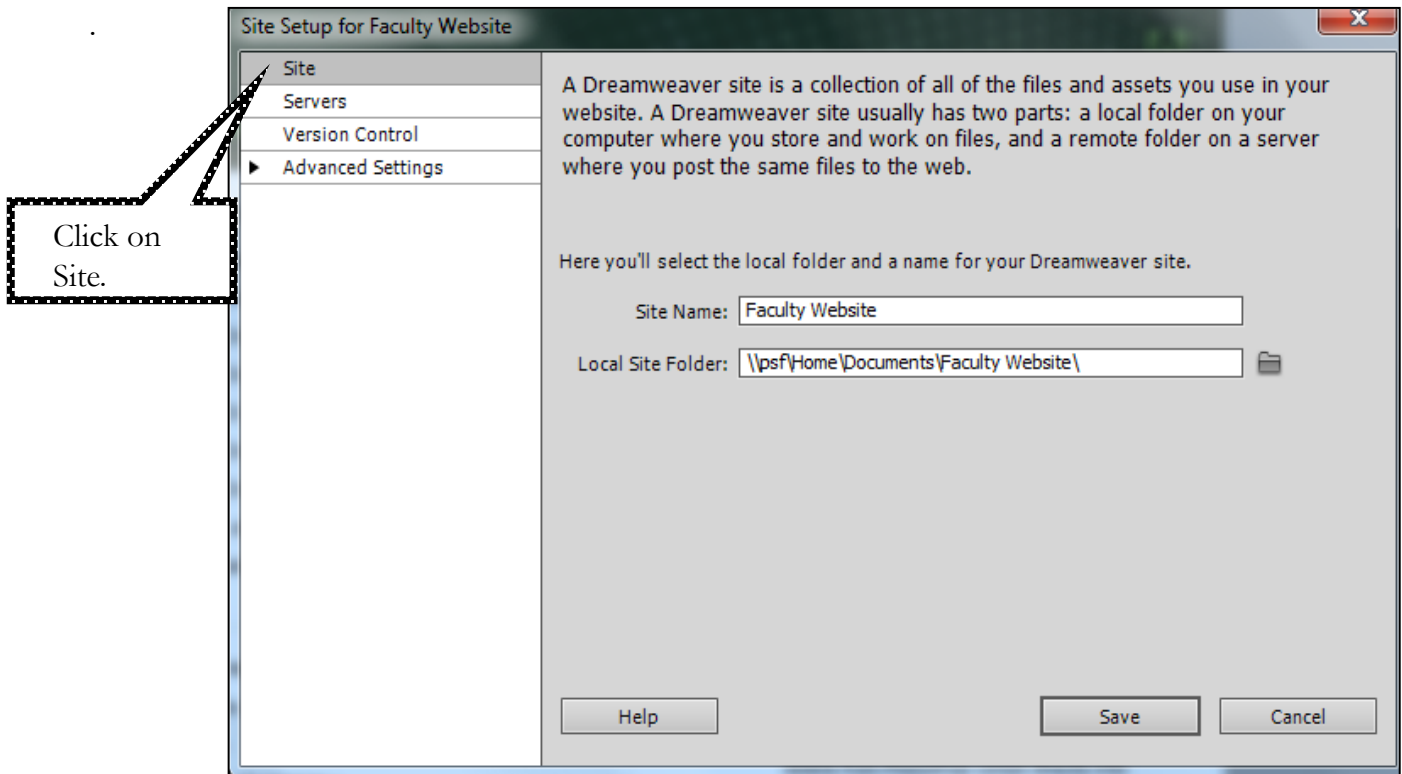 .
Site Setup for Faculty Website
X
Site
Servers
Version Control
Advanced Settings
Click on
Site.
A Dreamweaver site is a collection of all of the files and assets you use in your
website. A Dreamweaver site usually has two parts: a local folder on your
computer where you store and work on files, and a remote folder on a server
where you post the same files to the web.
Here you'll select the local folder and a name for your Dreamweaver site.
Site Name: Faculty Website
Local Site Folder: \\psf\Home\Documents\Faculty Website\
Help Save Cancel